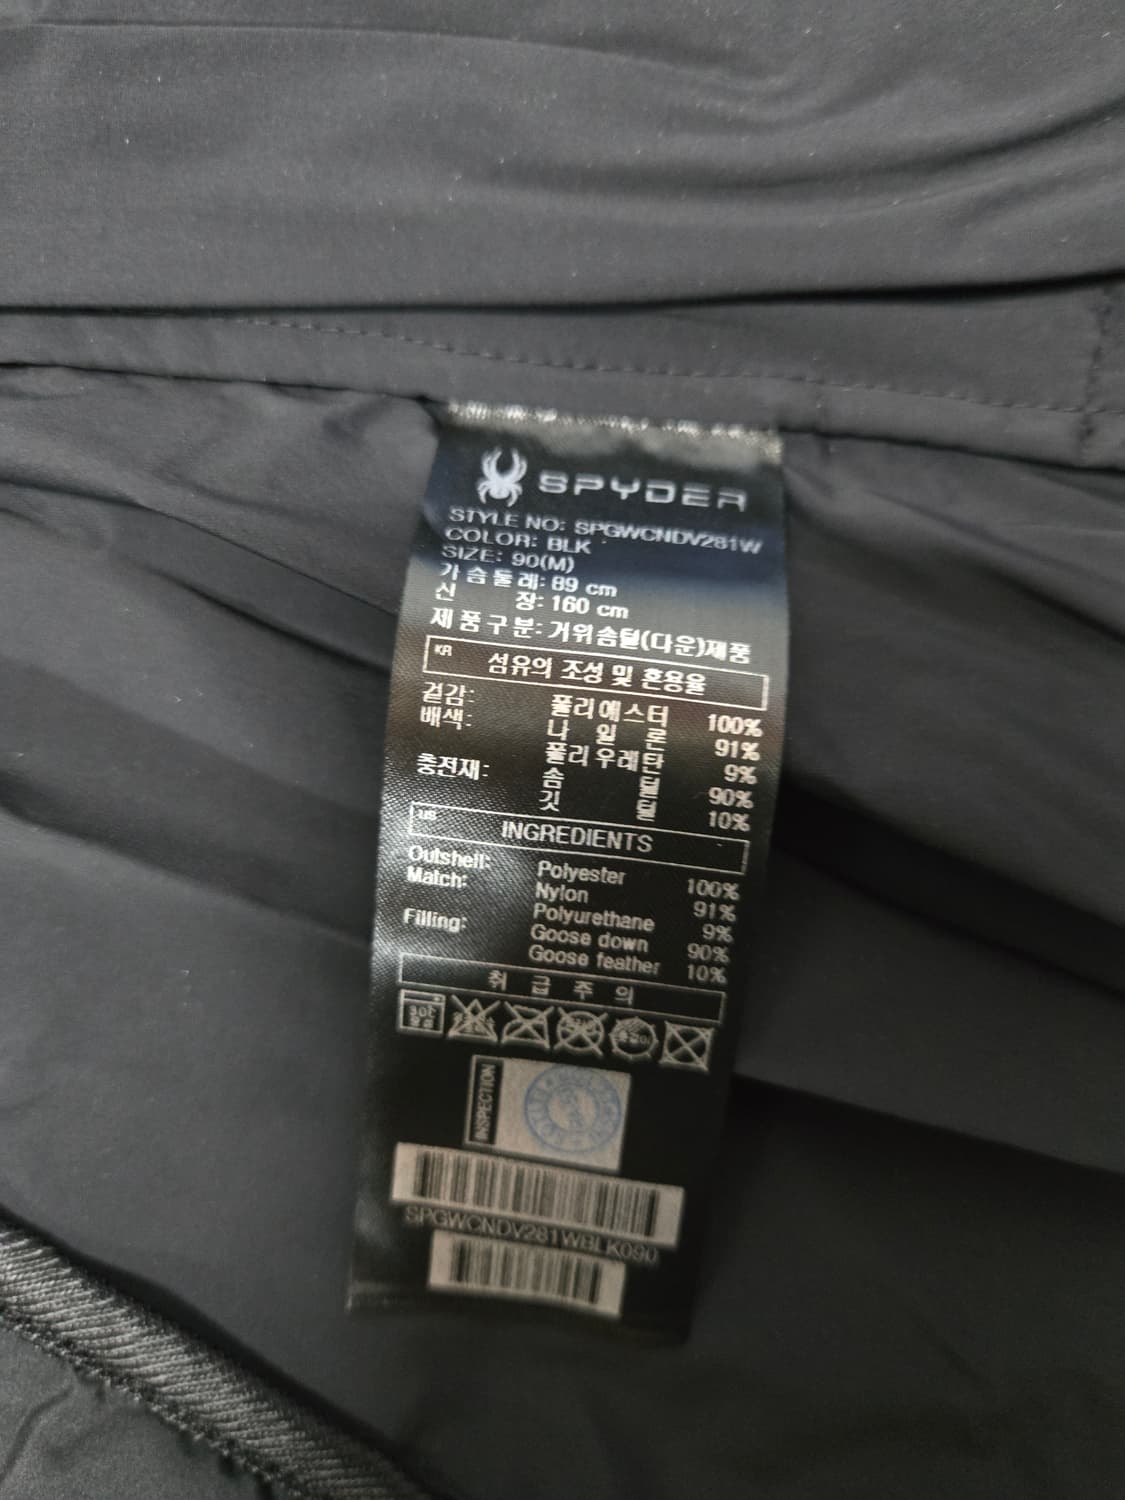 SPYDER
STYLE NO: SPGWCNDV281W
COLOR: BLK
SIZE: 90(M)
가슴둘레: 89 cm
신 장: 160 cm
제품구분: 거위솜털(다운)제품
KR 섬유의 조성 및 혼용율
겉감: 폴리에스터 100%
배색: 나일론 91%
폴리우레탄 9%
충전재: 솜털 90%
깃털 10%
US INGREDIENTS
Outshell: Polyester 100%
Match: Nylon 91%
Polyurethane 9%
Filling: Goose down 90%
Goose feather 10%
취급주의
INSPECTION
SPGWCNDV281WBLK090